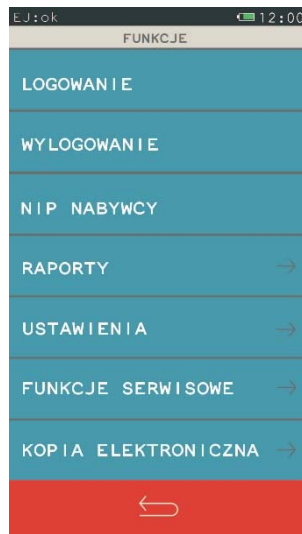 EJ:ok 12:00
FUNKCJE
LOGOWANIE
WYLOGOWANIE
NIP NABYWCY
RAPORTY
USTAWIENIA
FUNKCJE SERWISOWE
KOPIA ELEKTRONICZNA